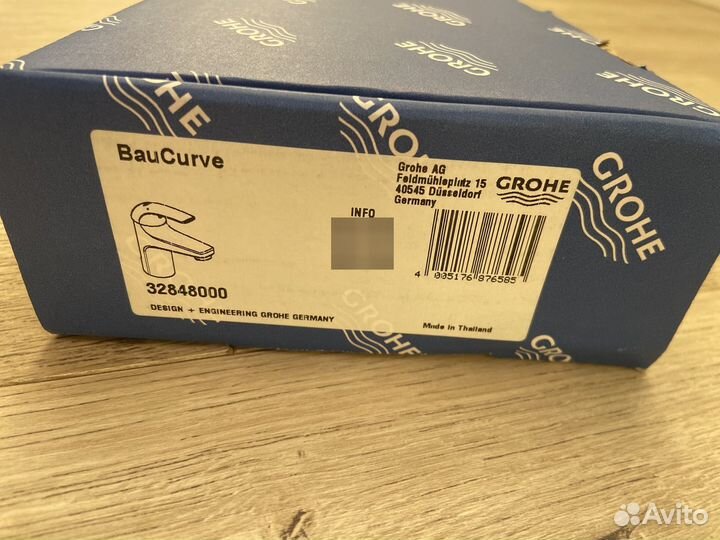 GROHE
GROHE
GROHE
GROHE
BauCurve
Grohe AG
Feldmühleplatz 15
40545 Düsseldorf
Germany
GROHE
INFO
4 005176 876585
32848000
DESIGN + ENGINEERING GROHE GERMANY
Made in Thailand
GROHE
GROHE
GROHE
Avito